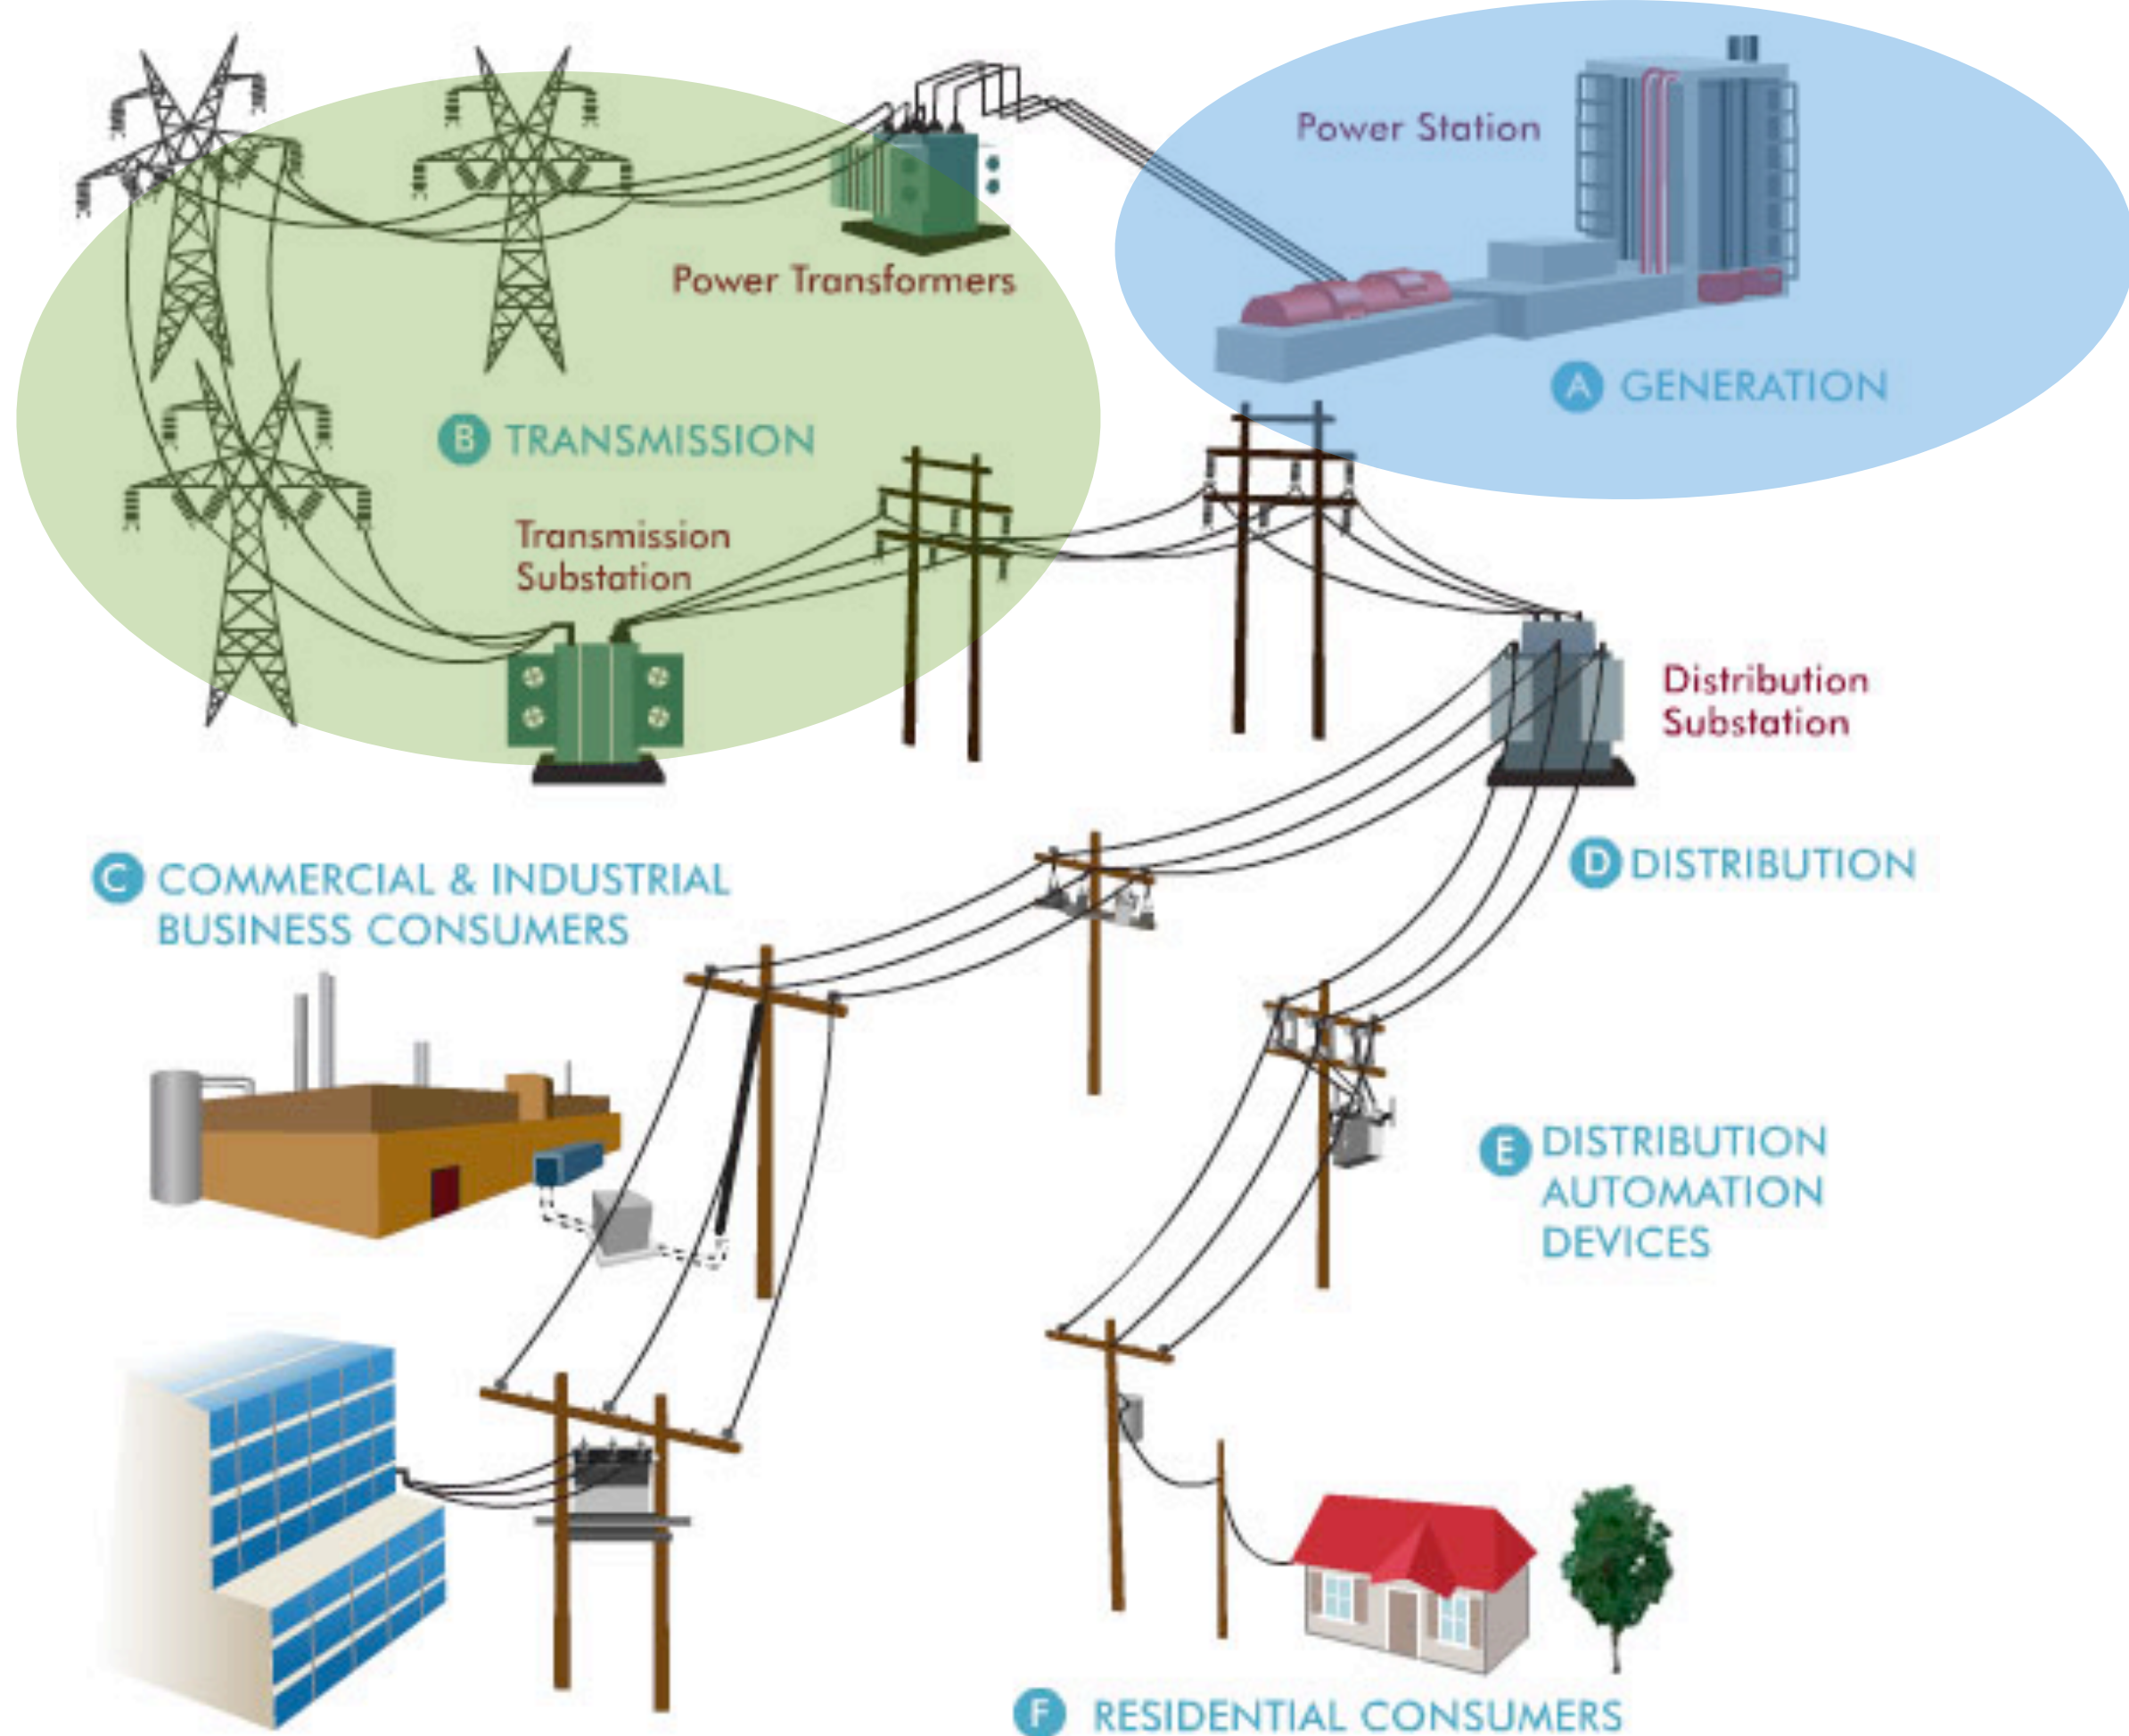 Power Station
Power Transformers
A GENERATION
B TRANSMISSION
Transmission
Substation
Distribution
Substation
C COMMERCIAL & INDUSTRIAL
BUSINESS CONSUMERS
D DISTRIBUTION
E DISTRIBUTION
AUTOMATION
DEVICES
F RESIDENTIAL CONSUMERS